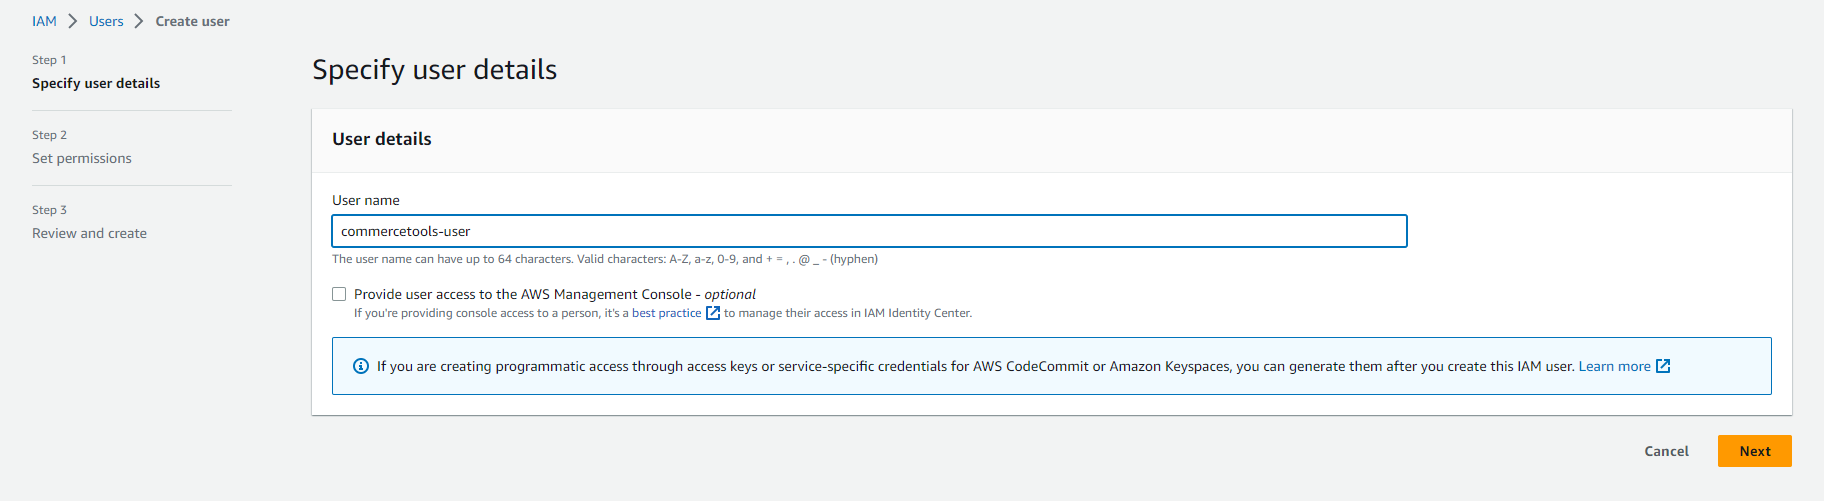 IAM > Users > Create user
Step 1
Specify user details
Step 2
Set permissions
Step 3
Review and create
Specify user details
User details
User name
commercetools-user
The user name can have up to 64 characters. Valid characters: A-Z, a-z, 0-9, and + = , . @ _ - (hyphen)
Provide user access to the AWS Management Console - optional
If you're providing console access to a person, it's a best practice to manage their access in IAM Identity Center.
If you are creating programmatic access through access keys or service-specific credentials for AWS CodeCommit or Amazon Keyspaces, you can generate them after you create this IAM user. Learn more
Cancel
Next